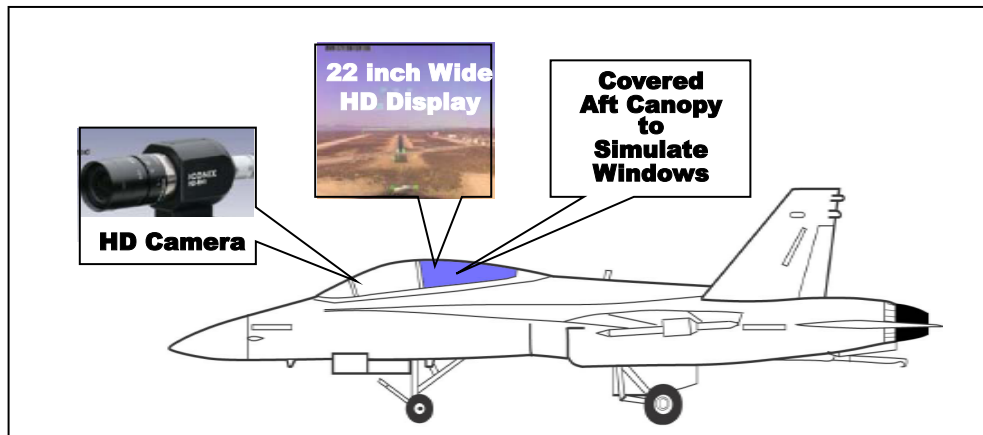 22 inch Wide
HD Display
Covered
Aft Canopy
to
Simulate
Windows
HD Camera